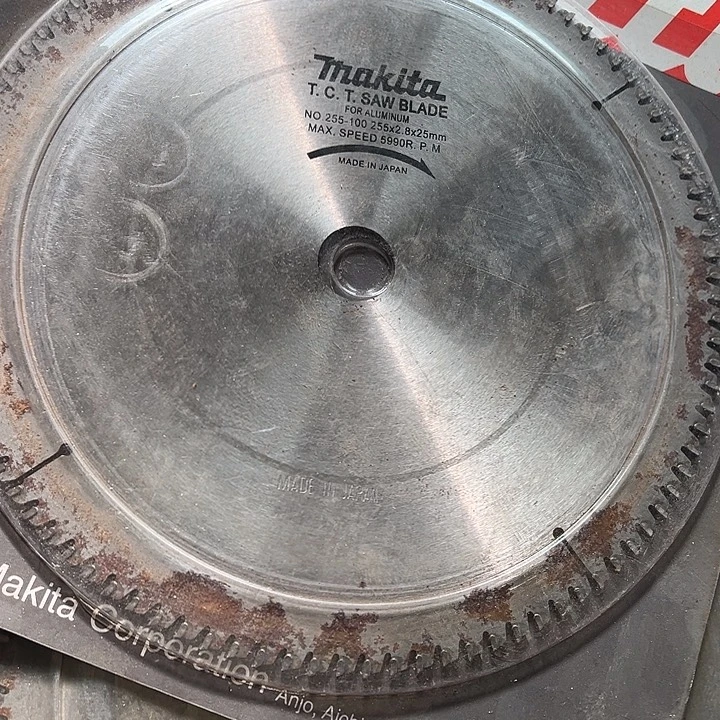 makita
T. C. T. SAW BLADE
FOR ALUMINUM
NO. 255-100 255x2.8x25mm
MAX. SPEED 5990R. P. M
MADE IN JAPAN
MADE IN JAPAN
Makita Corporation
Anjo, Aichi